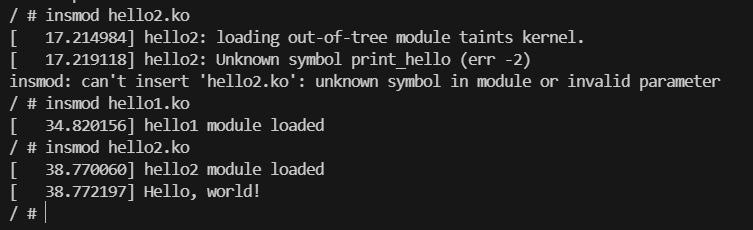 / # insmod hello2.ko
[   17.214984] hello2: loading out-of-tree module taints kernel.
[   17.219118] hello2: Unknown symbol print_hello (err -2)
insmod: can't insert 'hello2.ko': unknown symbol in module or invalid parameter
/ # insmod hello1.ko
[   34.820156] hello1 module loaded
/ # insmod hello2.ko
[   38.770060] hello2 module loaded
[   38.772197] Hello, world!
/ #